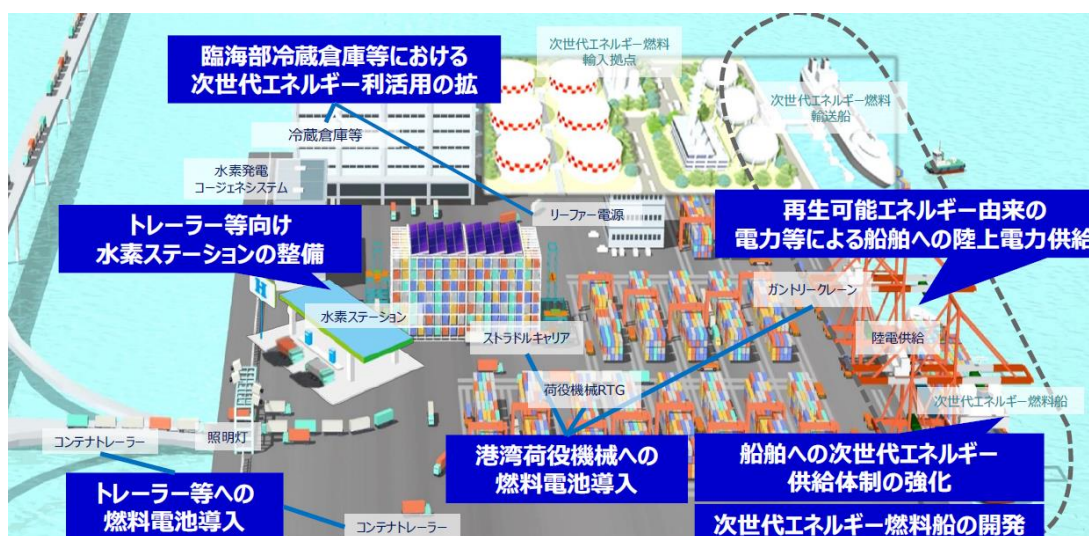 臨海部冷蔵倉庫等における
次世代エネルギー利活用の拡
次世代エネルギー燃料
輸入拠点
次世代エネルギー燃料
輸送船
冷蔵倉庫等
水素発電
コージェネシステム
リーファー電源
トレーラー等向け
水素ステーションの整備
再生可能エネルギー由来の
電力等による船舶への陸上電力供給
H
水素ステーション
ガントリークレーン
ストラドルキャリア
陸電供給
荷役機械RTG
次世代エネルギー燃料船
コンテナトレーラー
照明灯
港湾荷役機械への
燃料電池導入
船舶への次世代エネルギー
供給体制の強化
トレーラー等への
燃料電池導入
コンテナトレーラー
次世代エネルギー燃料船の開発